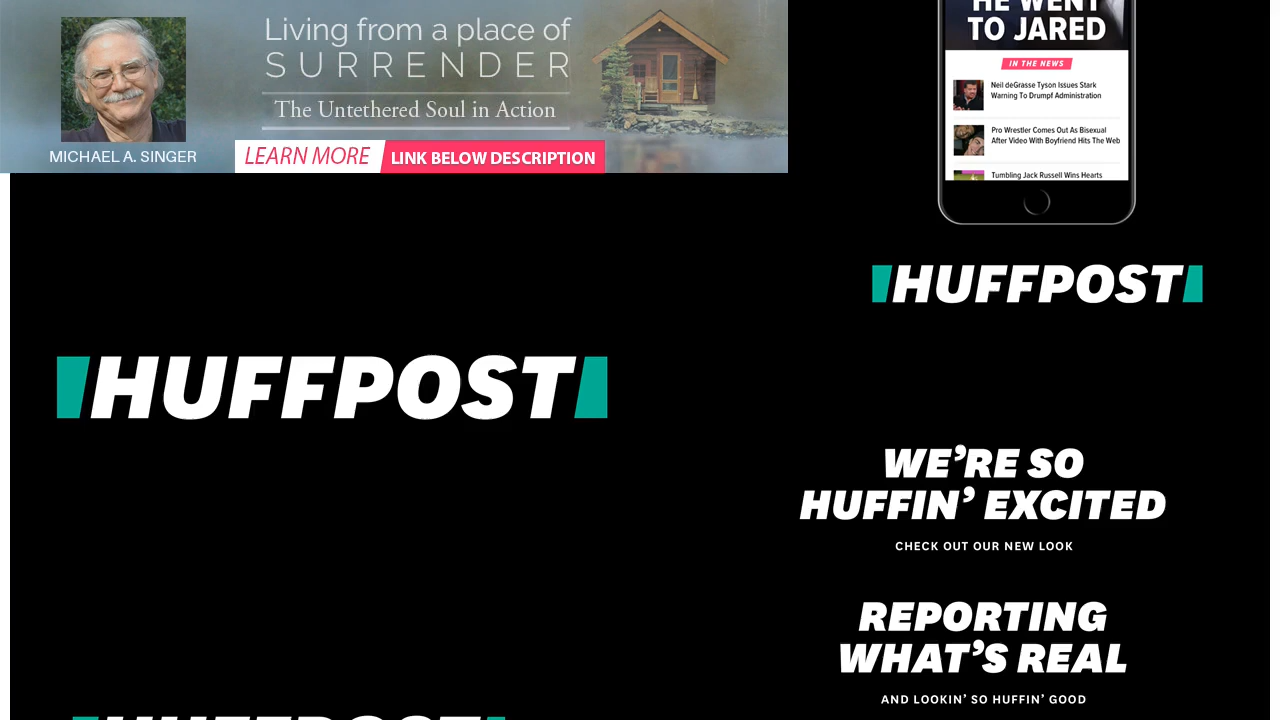 Living from a place of
SURRENDER
The Untethered Soul in Action
MICHAEL A. SINGER
LEARN MORE
LINK BELOW DESCRIPTION
HE WENT
TO JARED
IN THE NEWS
Neil deGrasse Tyson Issues Stark
Warning To Drumpf Administration
Pro Wrestler Comes Out As Bisexual
After Video With Boyfriend Hits The Web
Tumbling Jack Russell Wins Hearts
HUFFPOST
HUFFPOST
WE’RE SO
HUFFIN’ EXCITED
CHECK OUT OUR NEW LOOK
REPORTING
WHAT’S REAL
AND LOOKIN’ SO HUFFIN’ GOOD
HUFFPOST